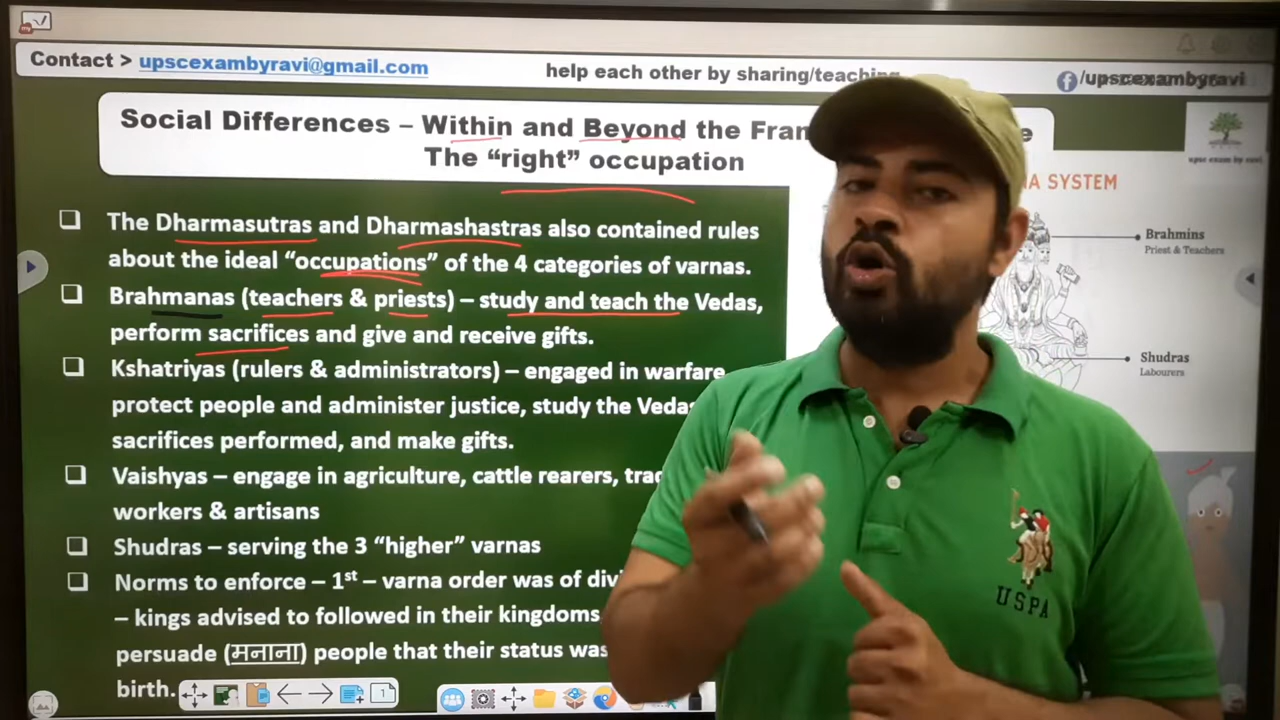 Contact > upscexambyravi@gmail.com
help each other by sharing/teaching
/upscexambyravi
Social Differences – Within and Beyond the
The “right” occupation
upsc exam by ravi
SYSTEM
Brahmins
Priest & Teachers
Shudras
Labourers
The Dharmasutras and Dharmashastras also contained rules
about the ideal “occupations” of the 4 categories of varnas.
Brahmanas (teachers & priests) – study and teach the Vedas,
perform sacrifices and give and receive gifts.
Kshatriyas (rulers & administrators) – engaged in warfare
protect people and administer justice, study the
sacrifices performed, and make gifts.
Vaishyas – engage in agriculture, cattle rearers,
workers & artisans
Shudras – serving the 3 “higher” varnas
Norms to enforce – 1st – varna order was of
– kings advised to followed in their kingdoms
persuade (मनाना) people that their status was
birth.
1
USPA